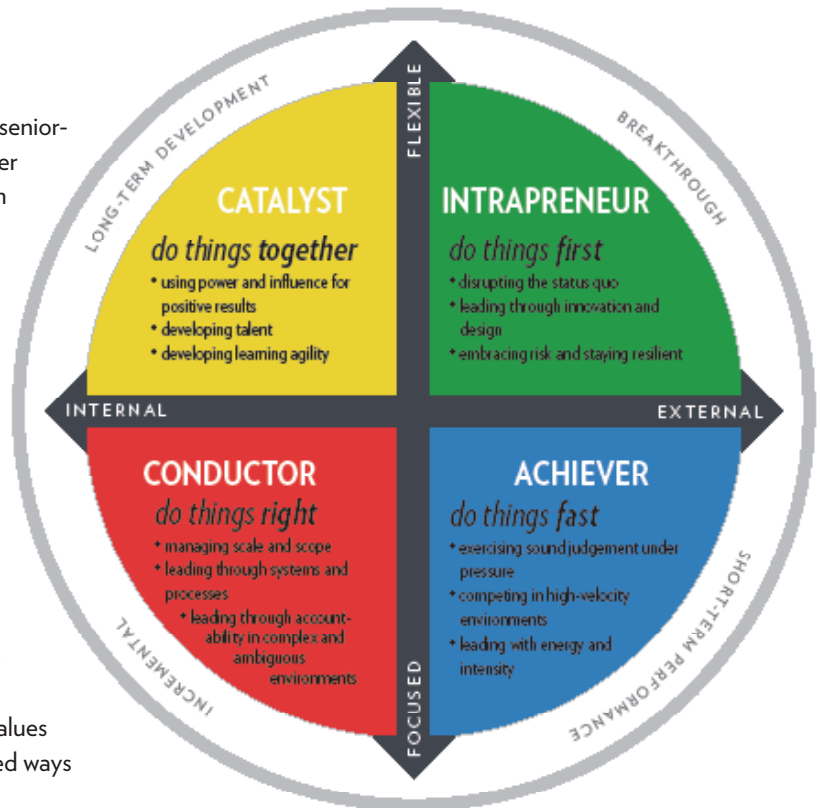 senior-
er
n
LONG-TERM DEVELOPMENT
FLEXIBLE
BREAKTHROUGH
CATALYST
do things together
• using power and influence for
positive results
• developing talent
• developing learning agility
INTRAPRENEUR
do things first
• disrupting the status quo
• leading through innovation and
design
• embracing risk and staying resilient
INTERNAL
EXTERNAL
CONDUCTOR
do things right
• managing scale and scope
• leading through systems and
processes
• leading through account-
ability in complex and
ambiguous
environments
ACHIEVER
do things fast
• exercising sound judgement under
pressure
• competing in high-velocity
environments
• leading with energy and
intensity
INCREMENTAL
FOCUSED
SHORT-TERM PERFORMANCE
alues
ed ways